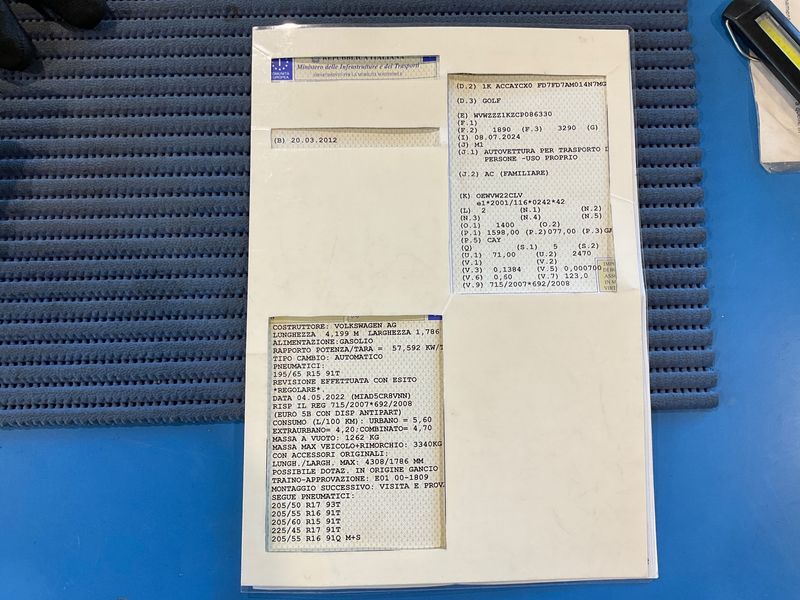 REPUBBLICA ITALIANA
COMUNITÀ
EUROPEA
Ministero delle Infrastrutture e dei Trasporti
DIPARTIMENTO PER LA MOBILITÀ SOSTENIBILE
(B) 20.03.2012
(D.2) 1K ACCAYCX0 FD7FD7AM014N7MG
(D.3) GOLF
(E) WVWZZZ1KZCP086330
(F.1)
(F.2) 1890 (F.3) 3290 (G)
(I) 08.07.2024
(J) M1
(J.1) AUTOVETTURA PER TRASPORTO D
PERSONE -USO PROPRIO
(J.2) AC (FAMILIARE)
(K) OEWVW22CLV
e1*2001/116*0242*42
(L) 2 (N.1) (N.2)
(N.3) (N.4) (N.5)
(O.1) 1400 (O.2)
(P.1) 1598,00 (P.2)077,00 (P.3)GA
(P.5) CAY
(Q) (S.1) 5 (S.2)
(U.1) 71,00 (U.2) 2470
(V.1) (V.2)
(V.3) 0,1384 (V.5) 0,000700
(V.6) 0,60 (V.7) 123,0
(V.9) 715/2007*692/2008
COSTRUTTORE: VOLKSWAGEN AG
LUNGHEZZA 4,199 M LARGHEZZA 1,786
ALIMENTAZIONE:GASOLIO
RAPPORTO POTENZA/TARA = 57,592 KW/T
TIPO CAMBIO: AUTOMATICO
PNEUMATICI:
195/65 R15 91T
REVISIONE EFFETTUATA CON ESITO
*REGOLARE*.
DATA 04.05.2022 (MIAD5CR8VNN)
RISP IL REG 715/2007*692/2008
(EURO 5B CON DISP ANTIPART)
CONSUMO (L/100 KM): URBANO = 5,60
EXTRAURBANO= 4,20;COMBINATO= 4,70
MASSA A VUOTO: 1262 KG
MASSA MAX VEICOLO+RIMORCHIO: 3340KG
CON ACCESSORI ORIGINALI:
LUNGH./LARGH. MAX: 4308/1786 MM
POSSIBILE DOTAZ. IN ORIGINE GANCIO
TRAINO-APPROVAZIONE: E01 00-1809
MONTAGGIO SUCCESSIVO: VISITA E PROV
SEGUE PNEUMATICI:
205/50 R17 93T
205/55 R16 91T
205/60 R15 91T
225/45 R17 91T
205/55 R16 91Q M+S